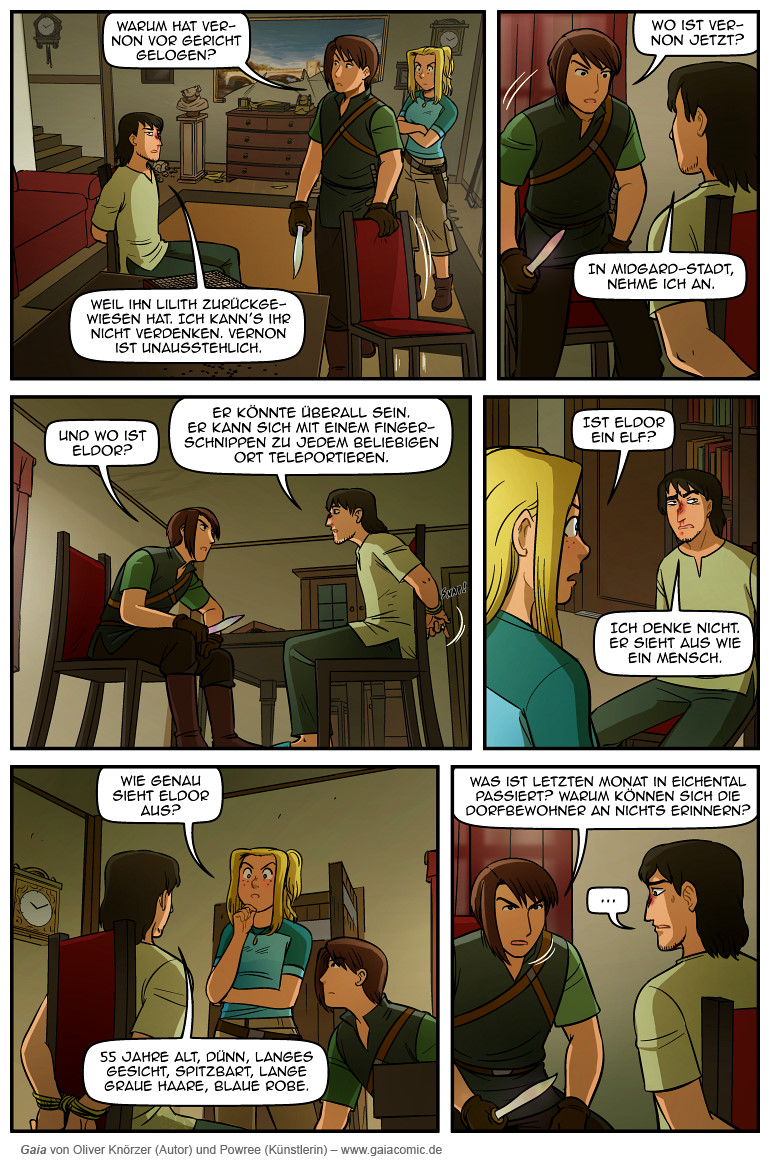 WARUM HAT VER-
NON VOR GERICHT
GELOGEN?
WEIL IHN LILITH ZURÜCKGE-
WIESEN HAT. ICH KANN'S IHR
NICHT VERDENKEN. VERNON
IST UNAUSSTEHLICH.
WO IST VER-
NON JETZT?
IN MIDGARD-STADT,
NEHME ICH AN.
UND WO IST
ELDOR?
ER KÖNNTE ÜBERALL SEIN.
ER KANN SICH MIT EINEM FINGER-
SCHNIPPEN ZU JEDEM BELIEBIGEN
ORT TELEPORTIEREN.
SNAP!
IST ELDOR
EIN ELF?
ICH DENKE NICHT.
ER SIEHT AUS WIE
EIN MENSCH.
WIE GENAU
SIEHT ELDOR
AUS?
55 JAHRE ALT, DÜNN, LANGES
GESICHT, SPITZBART, LANGE
GRAUE HAARE, BLAUE ROBE.
WAS IST LETZTEN MONAT IN EICHENTAL
PASSIERT? WARUM KÖNNEN SICH DIE
DORFBEWOHNER AN NICHTS ERINNERN?
...
Gaia von Oliver Knörzer (Autor) und Powree (Künstlerin) – www.gaiacomic.de